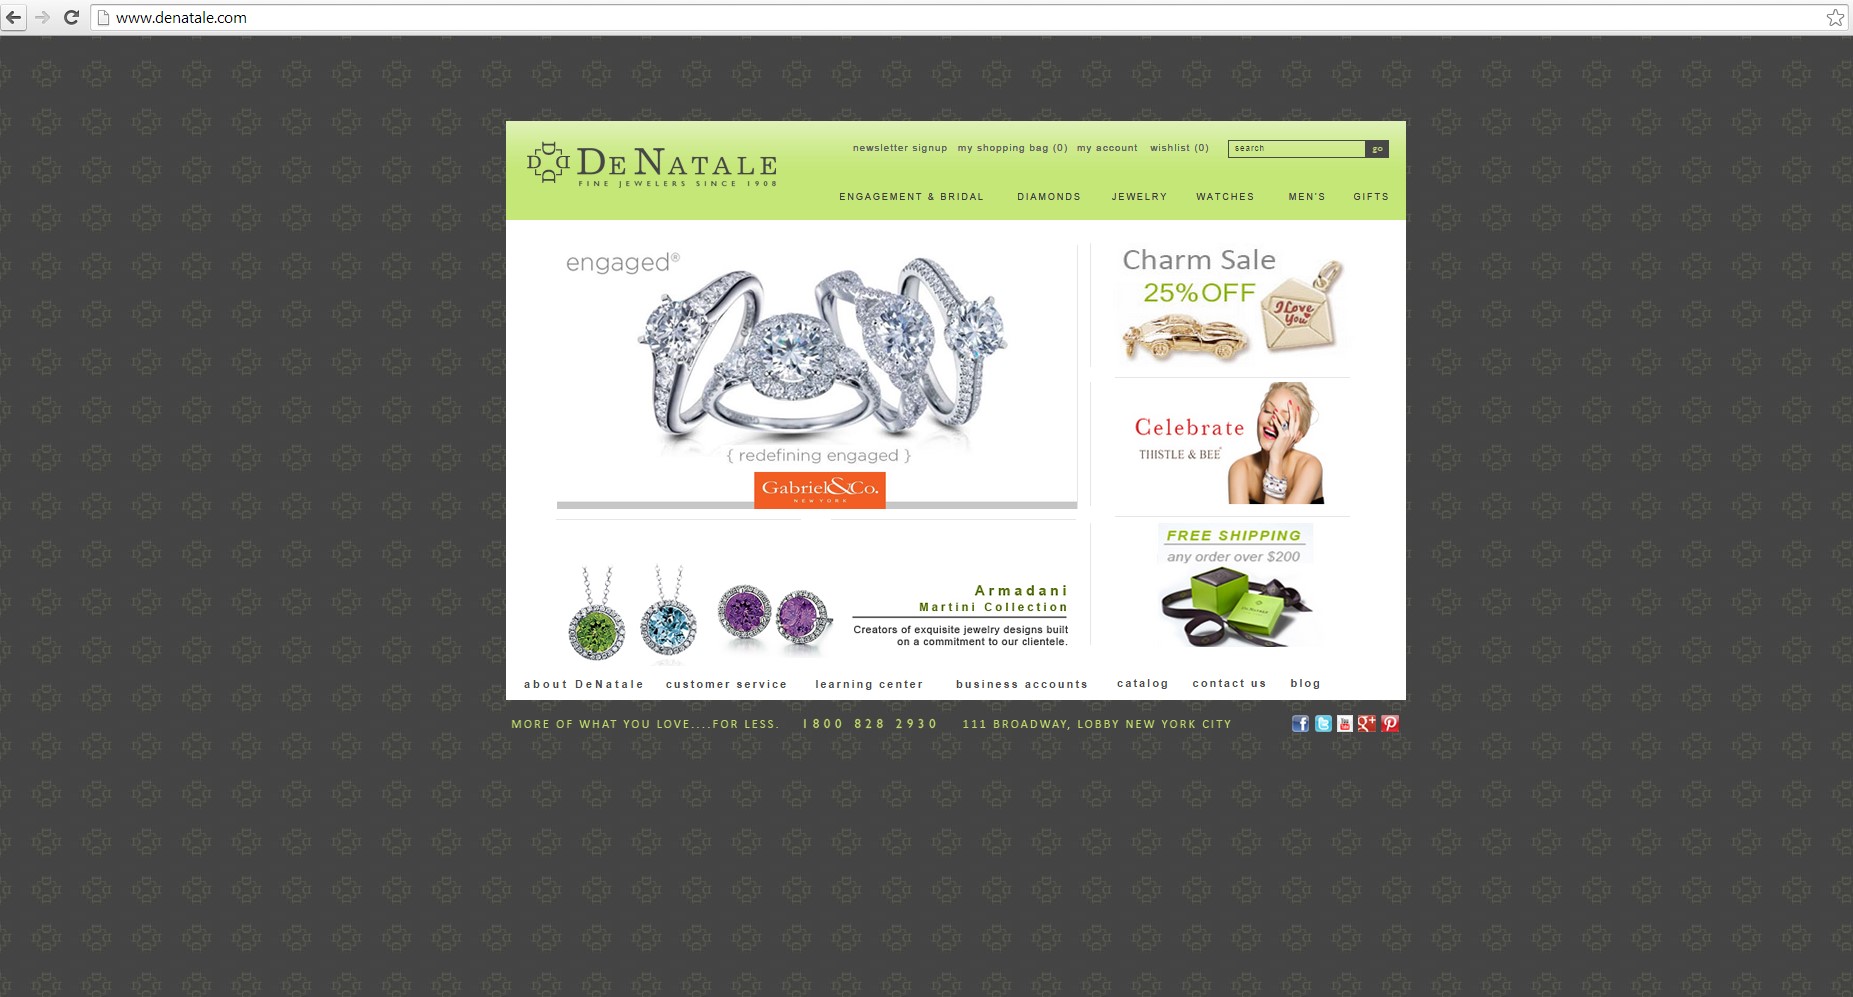 www.denatale.com
DE NATALE
FINE JEWELERS SINCE 1908
newsletter signup my shopping bag (0) my account wishlist (0) search go
ENGAGEMENT & BRIDAL DIAMONDS JEWELRY WATCHES MEN'S GIFTS
engaged®
{ redefining engaged }
Gabriel&Co.
NEW YORK
Charm Sale
25%OFF
I Love
You
Celebrate
THISTLE & BEE
FREE SHIPPING
any order over $200
DE NATALE
Armadani
Martini Collection
Creators of exquisite jewelry designs built
on a commitment to our clientele.
about DeNatale customer service learning center business accounts catalog contact us blog
MORE OF WHAT YOU LOVE....FOR LESS. 1800 828 2930 111 BROADWAY, LOBBY NEW YORK CITY